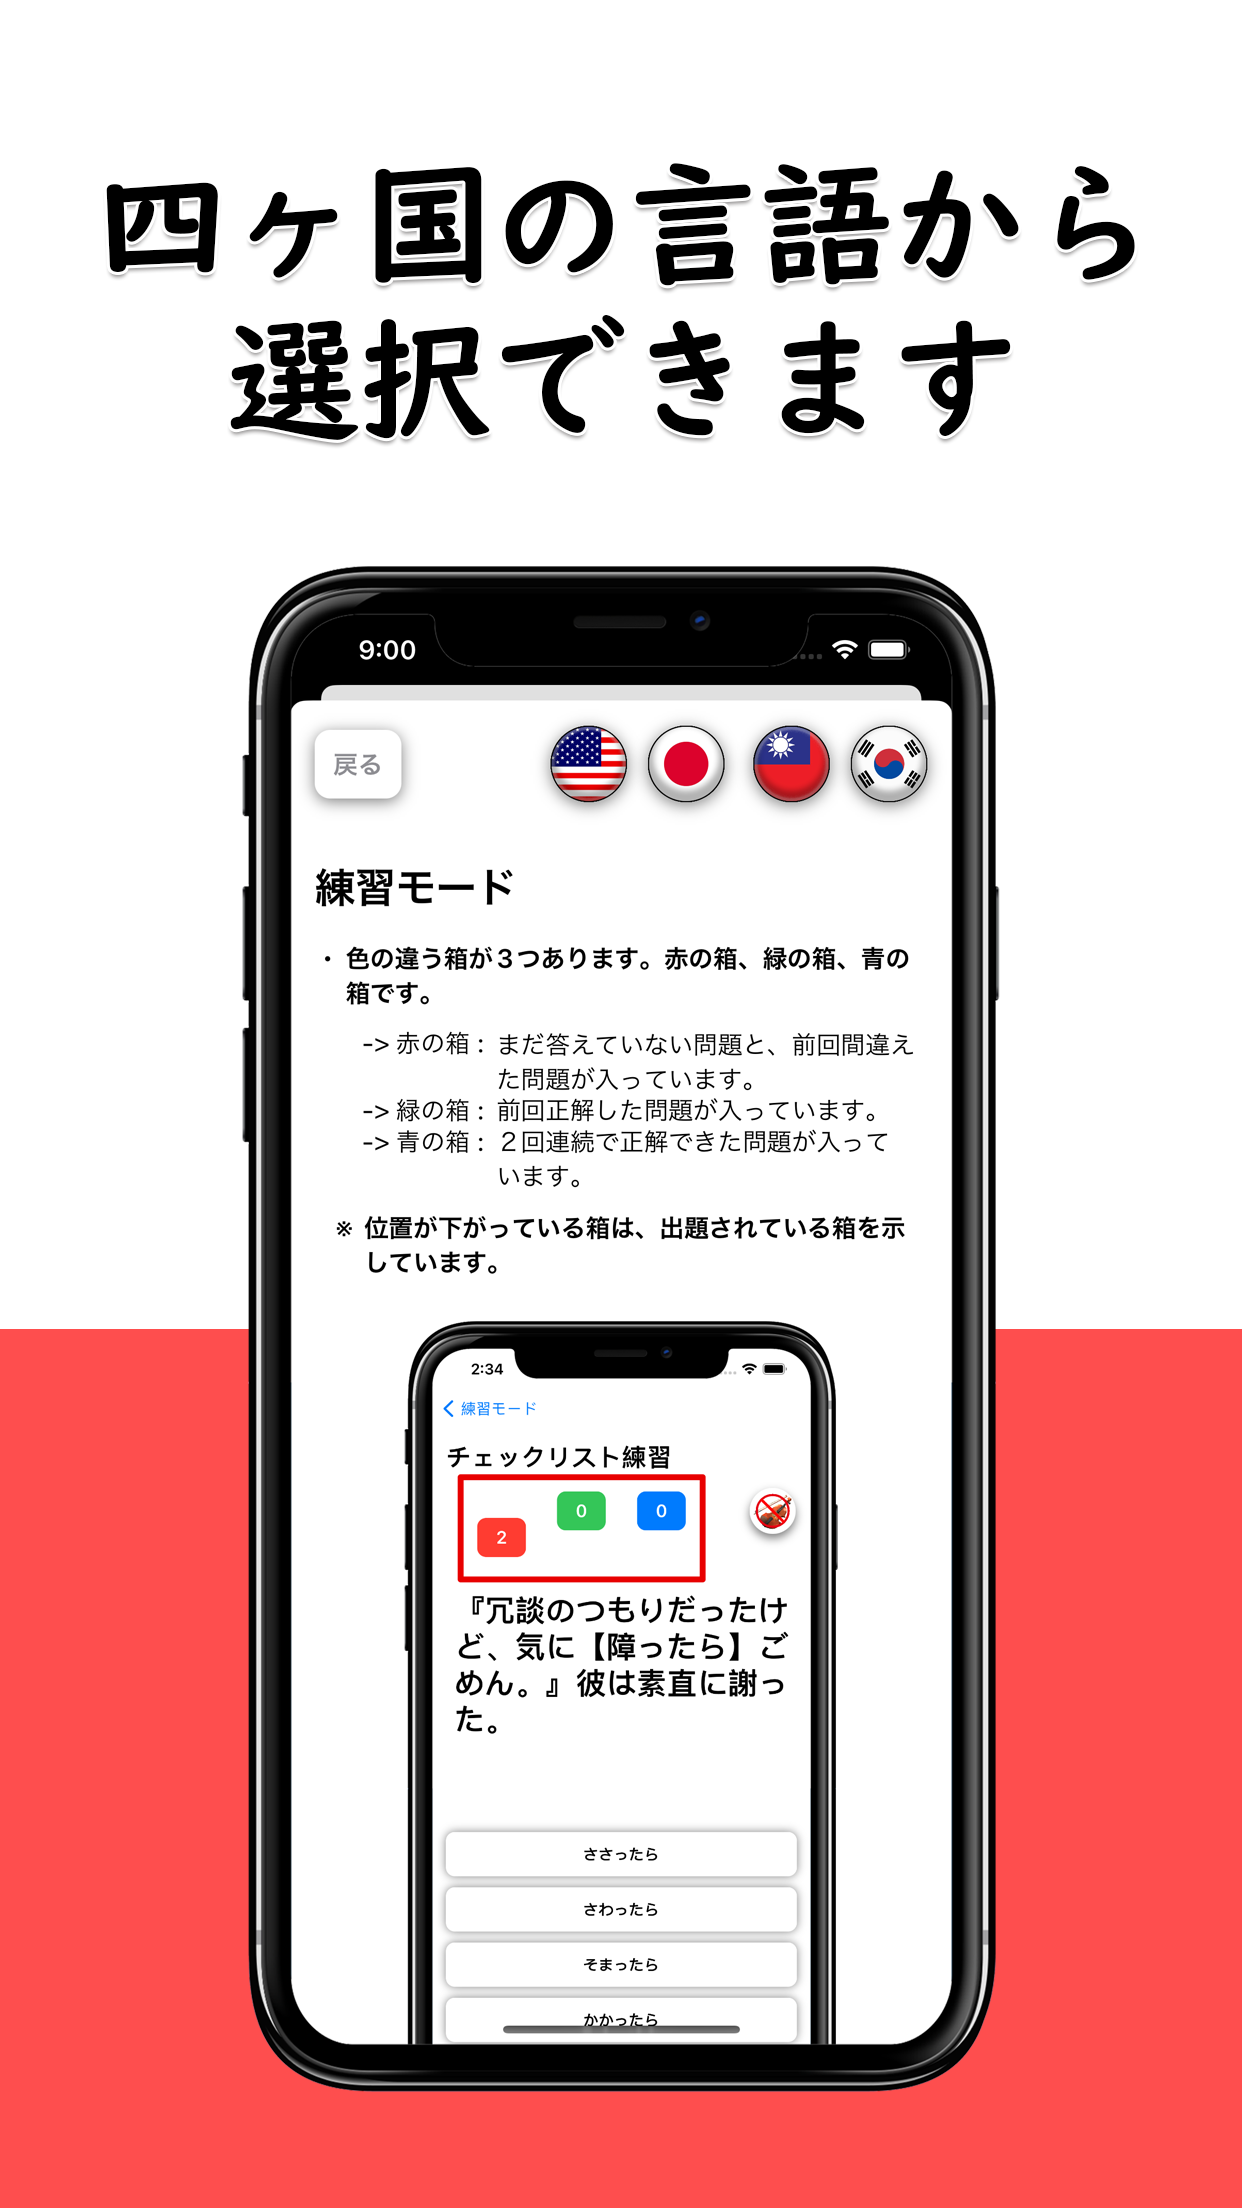 四ヶ国の言語から
選択できます
9:00
戻る
練習モード
・ 色の違う箱が３つあります。赤の箱、緑の箱、青の
箱です。
-> 赤の箱： まだ答えていない問題と、前回間違え
た問題が入っています。
-> 緑の箱： 前回正解した問題が入っています。
-> 青の箱： ２回連続で正解できた問題が入って
います。
※ 位置が下がっている箱は、出題されている箱を示
しています。
2:34
練習モード
チェックリスト練習
2 0 0
『冗談のつもりだったけ
ど、気に【障ったら】ご
めん。』彼は素直に謝っ
た。
ささったら
さわったら
そまったら
かかったら